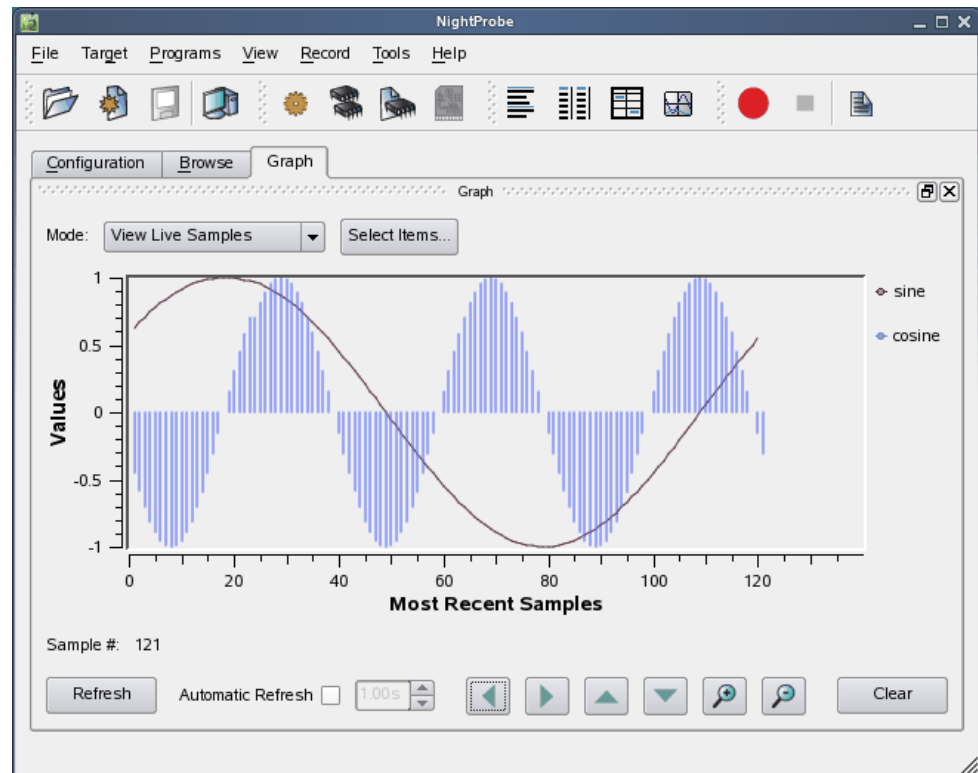 NightProbe
File Target Programs View Record Tools Help
Configuration Browse Graph
Graph
Mode: View Live Samples Select Items...
1
0.5
0
-0.5
-1
Values
sine
cosine
0 20 40 60 80 100 120
Most Recent Samples
Sample #: 121
Refresh Automatic Refresh 1.00s Clear